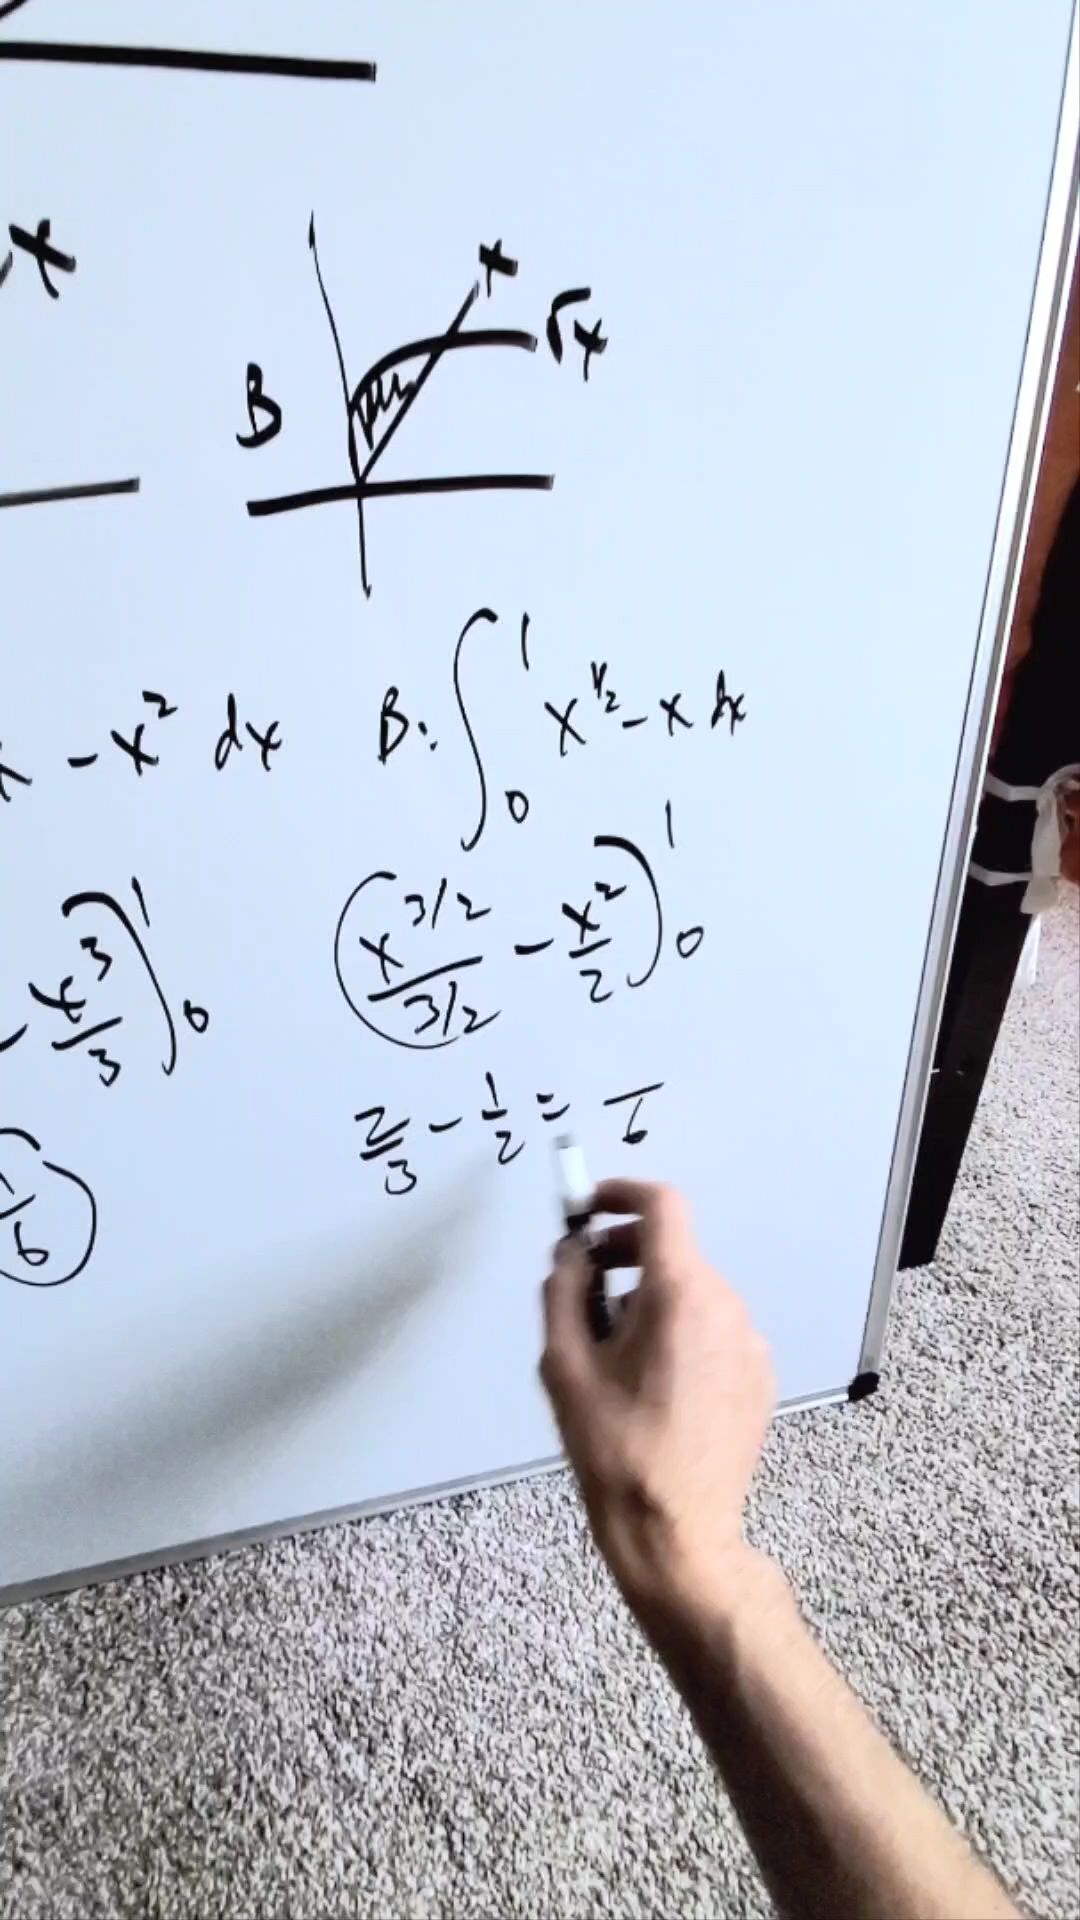 x
x
√x
B
x - x² dx
B: ∫₀¹ x^½ - x dx
- x³/3 )₀¹
( x^3/2 / 3/2 - x²/2 )₀¹
2/3 - 1/2 = /6
1/6